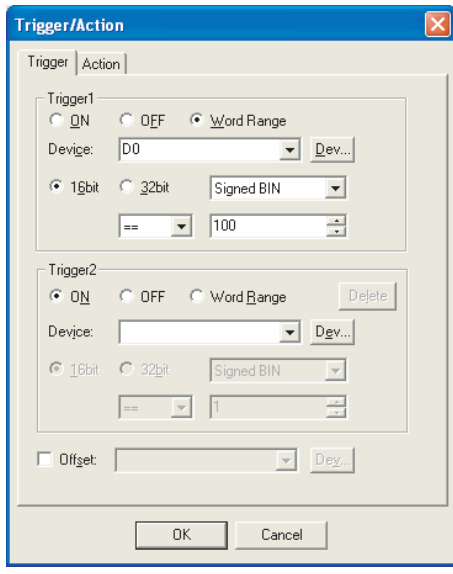 Trigger/Action
Trigger Action
Trigger1
ON OFF Word Range
Device: D0 Dev...
16bit 32bit Signed BIN
== 100
Trigger2
ON OFF Word Range Delete
Device: Dev...
16bit 32bit Signed BIN
== 1
Offset: Dev...
OK Cancel